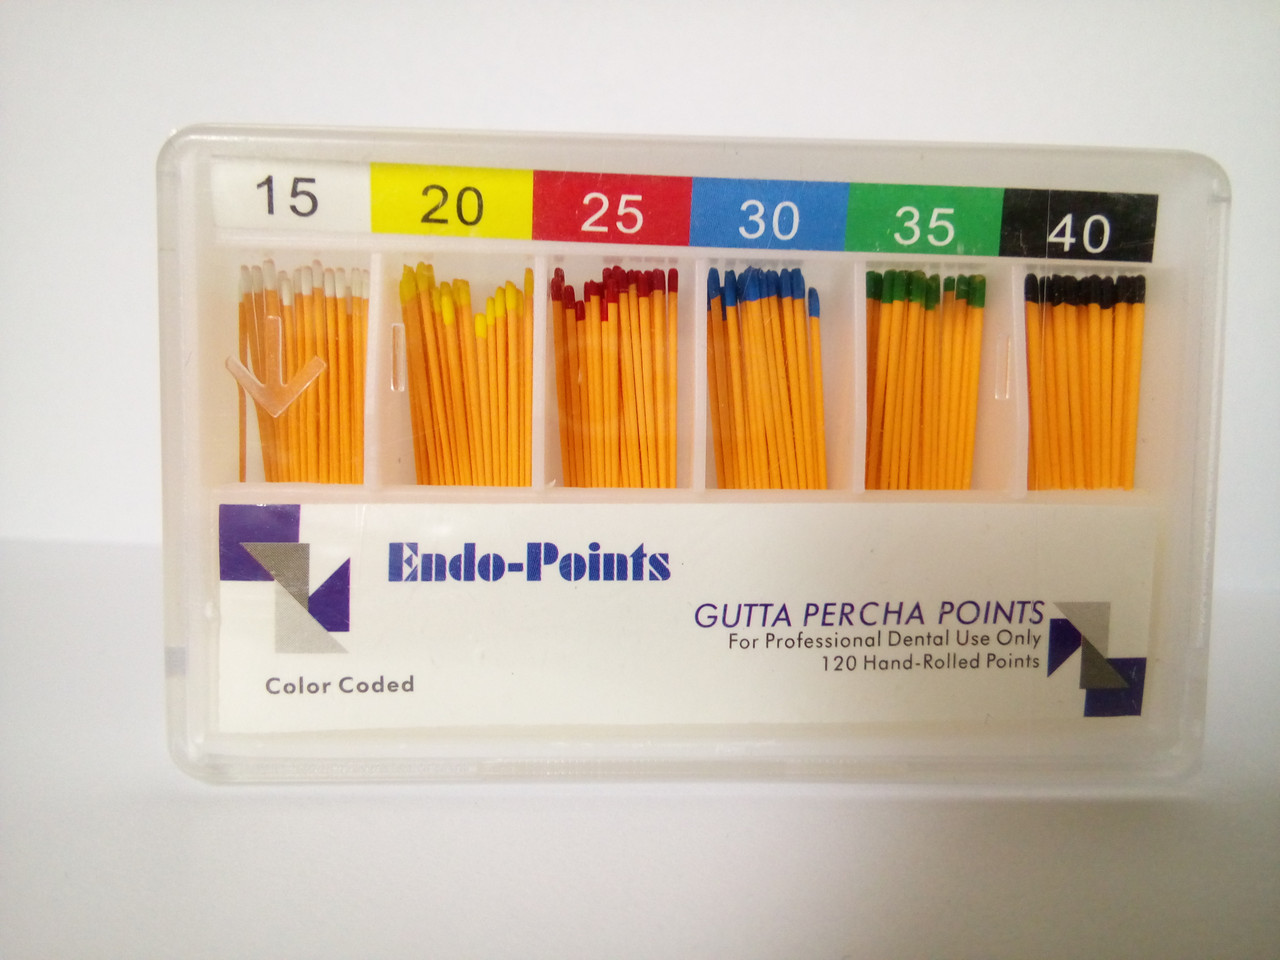 15 20 25 30 35 40
Endo-Points
GUTTA PERCHA POINTS
For Professional Dental Use Only
120 Hand-Rolled Points
Color Coded